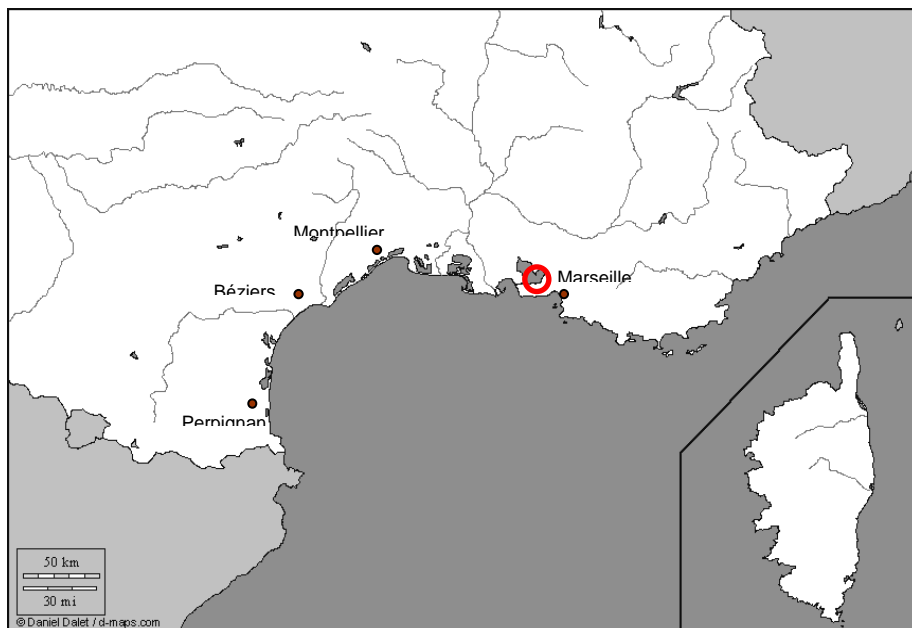 Montpellier
Marseille
Béziers
Perpignan
50 km
30 mi
© Daniel Dalet / d-maps.com